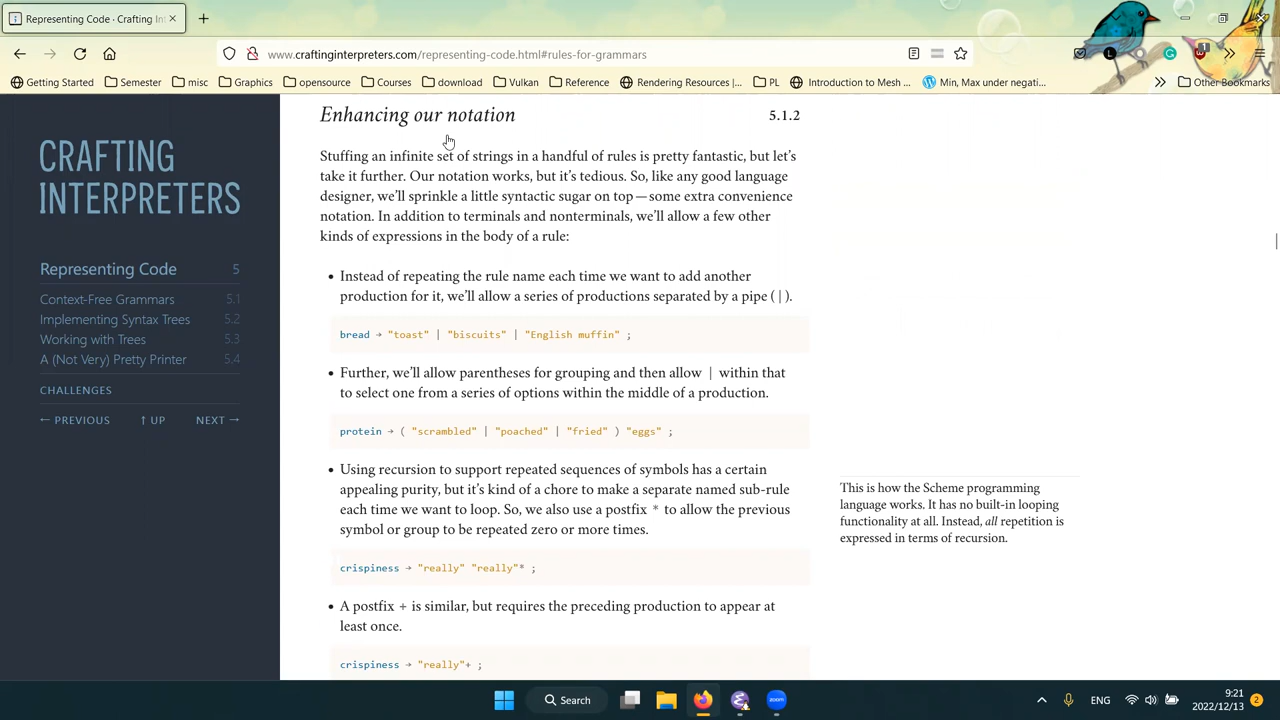 Representing Code · Crafting In
www.craftinginterpreters.com/representing-code.html#rules-for-grammars
1
Getting Started
Semester
misc
Graphics
opensource
Courses
download
Vulkan
Reference
Rendering Resources |...
PL
Introduction to Mesh ...
Min, Max under negati...
Other Bookmarks
CRAFTING
INTERPRETERS
Representing Code 5
Context-Free Grammars 5.1
Implementing Syntax Trees 5.2
Working with Trees 5.3
A (Not Very) Pretty Printer 5.4
CHALLENGES
← PREVIOUS ↑ UP NEXT →
Enhancing our notation 5.1.2
Stuffing an infinite set of strings in a handful of rules is pretty fantastic, but let’s
take it further. Our notation works, but it’s tedious. So, like any good language
designer, we’ll sprinkle a little syntactic sugar on top—some extra convenience
notation. In addition to terminals and nonterminals, we’ll allow a few other
kinds of expressions in the body of a rule:
• Instead of repeating the rule name each time we want to add another
production for it, we’ll allow a series of productions separated by a pipe (|).
bread → "toast" | "biscuits" | "English muffin" ;
• Further, we’ll allow parentheses for grouping and then allow | within that
to select one from a series of options within the middle of a production.
protein → ( "scrambled" | "poached" | "fried" ) "eggs" ;
• Using recursion to support repeated sequences of symbols has a certain
appealing purity, but it’s kind of a chore to make a separate named sub-rule
each time we want to loop. So, we also use a postfix * to allow the previous
symbol or group to be repeated zero or more times.
crispiness → "really" "really"* ;
• A postfix + is similar, but requires the preceding production to appear at
least once.
crispiness → "really"+ ;
This is how the Scheme programming
language works. It has no built-in looping
functionality at all. Instead, all repetition is
expressed in terms of recursion.
Search
zoom
ENG
9:21
2022/12/13
2